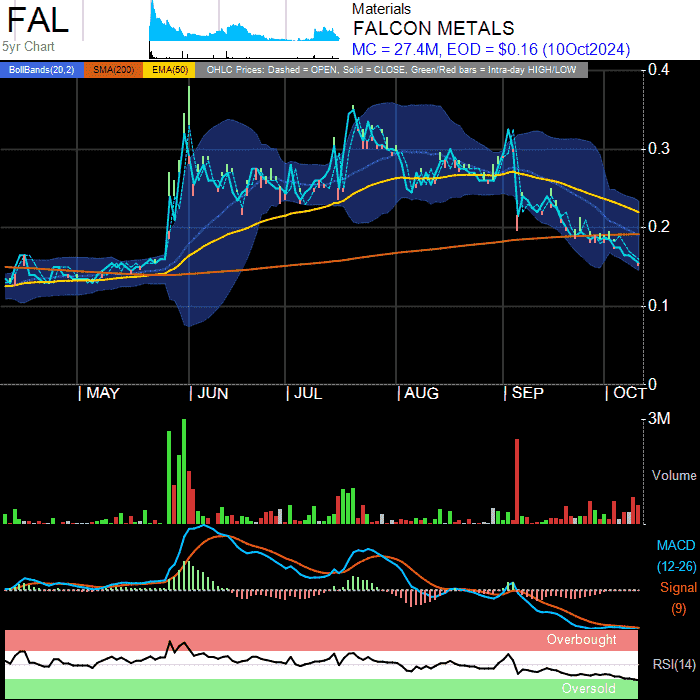 FAL
5yr Chart
Materials
FALCON METALS
MC = 27.4M, EOD = $0.16 (10Oct2024)
BollBands(20,2) SMA(200) EMA(50) OHLC Prices: Dashed = OPEN, Solid = CLOSE, Green/Red bars = Intra-day HIGH/LOW
0.4
0.3
0.2
0.1
0
| MAY | JUN | JUL | AUG | SEP | OCT
3M
Volume
MACD
(12-26)
Signal
(9)
Overbought
RSI(14)
Oversold